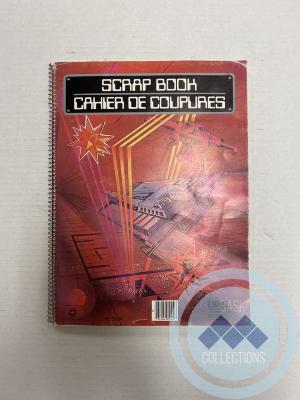 SCRAP BOOK
CAHIER DE COUPURES
COLLECTIONS